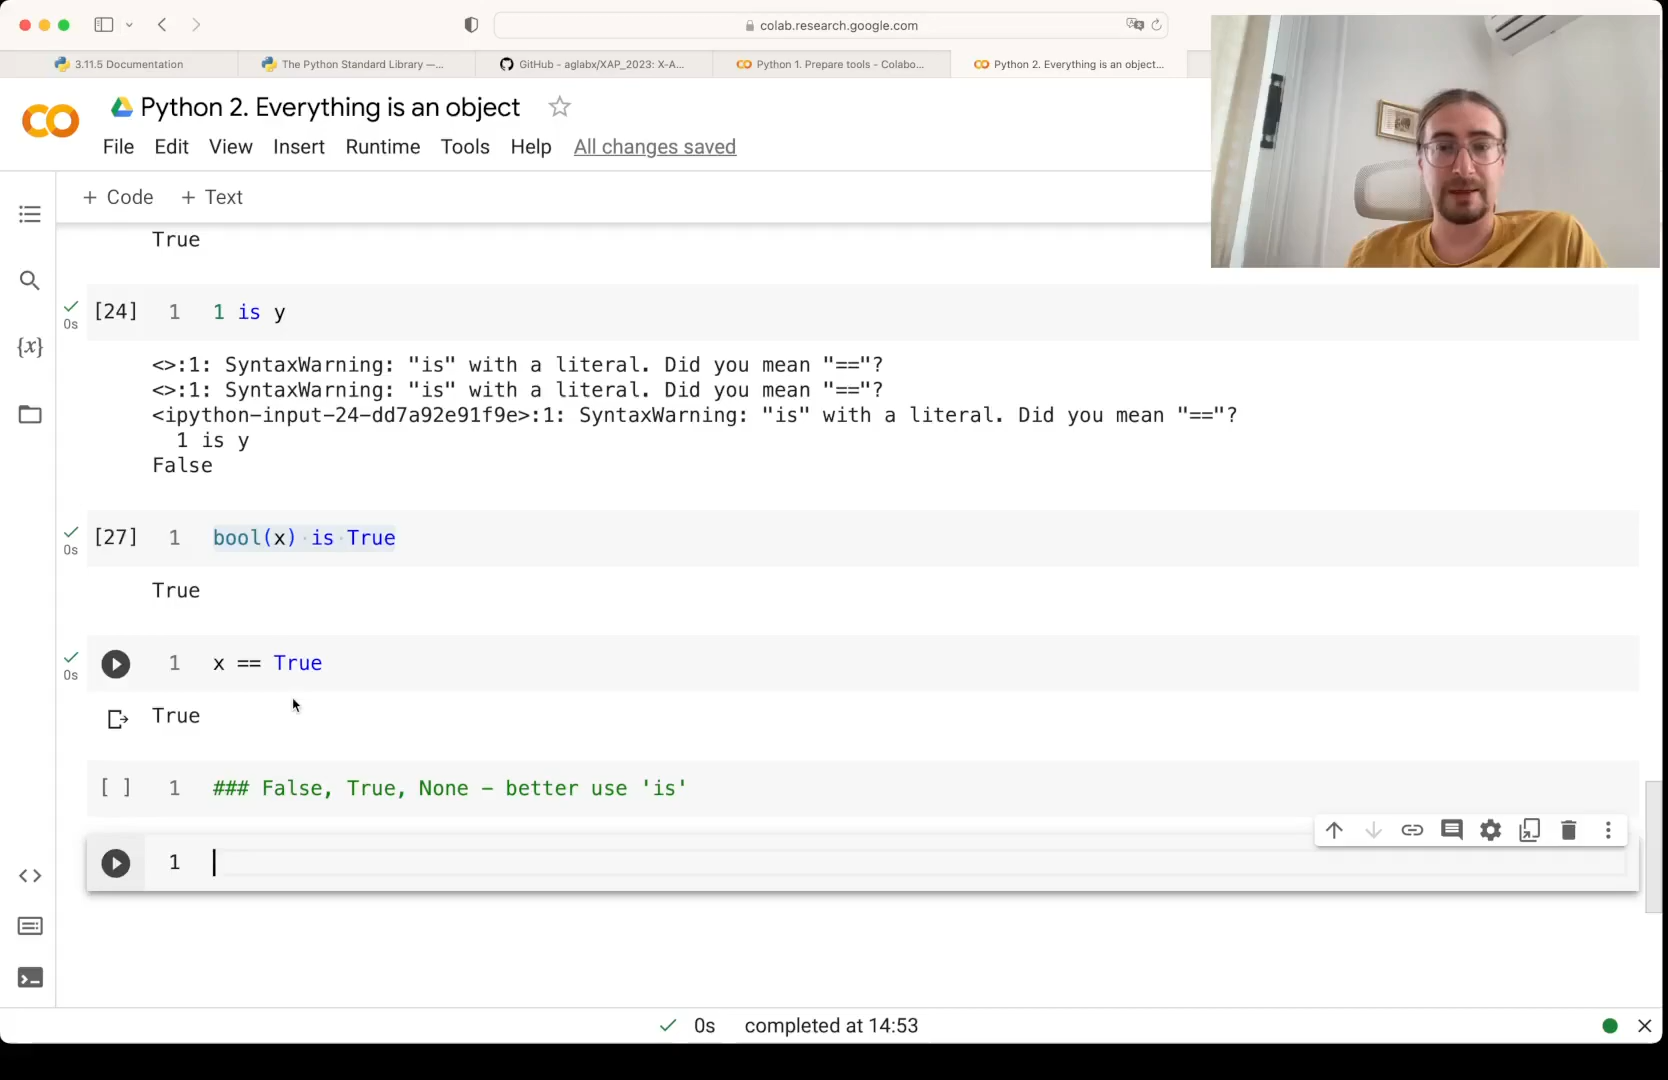 colab.research.google.com
3.11.5 Documentation
The Python Standard Library —...
GitHub - aglabx/XAP_2023: X-A...
Python 1. Prepare tools - Colabo...
Python 2. Everything is an object...
Python 2. Everything is an object
File Edit View Insert Runtime Tools Help All changes saved
+ Code + Text
True
[24] 1 1 is y
0s
<>:1: SyntaxWarning: "is" with a literal. Did you mean "=="?
<>:1: SyntaxWarning: "is" with a literal. Did you mean "=="?
<ipython-input-24-dd7a92e91f9e>:1: SyntaxWarning: "is" with a literal. Did you mean "=="?
1 is y
False
[27] 1 bool(x) is True
0s
True
1 x == True
0s
True
[ ] 1 ### False, True, None - better use 'is'
1
0s completed at 14:53